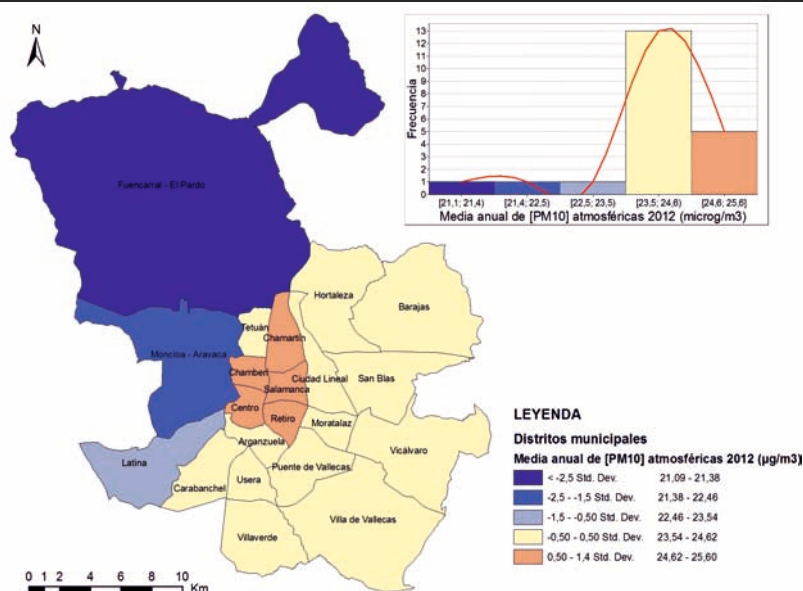 N
Fuencarral - El Pardo
Hortaleza
Barajas
Tetuán
Chamartín
Moncloa - Aravaca
Chamberí
Ciudad Lineal
San Blas
Salamanca
Centro
Retiro
Moratalaz
Arganzuela
Vicálvaro
Latina
Puente de Vallecas
Carabanchel
Usera
Villa de Vallecas
Villaverde
0 1 2 4 6 8 10
Km
Frecuencia
13
12
11
10
9
8
7
6
5
4
3
2
1
0
[21,1; 21,4) [21,4; 22,5) [22,5; 23,5) [23,5; 24,6) [24,6; 25,6]
Media anual de [PM10] atmosféricas 2012 (microg/m3)
LEYENDA
Distritos municipales
Media anual de [PM10] atmosféricas 2012 (µg/m3)
< -2,5 Std. Dev. 21,09 - 21,38
-2,5 - -1,5 Std. Dev. 21,38 - 22,46
-1,5 - -0,50 Std. Dev. 22,46 - 23,54
-0,50 - 0,50 Std. Dev. 23,54 - 24,62
0,50 - 1,4 Std. Dev. 24,62 - 25,60